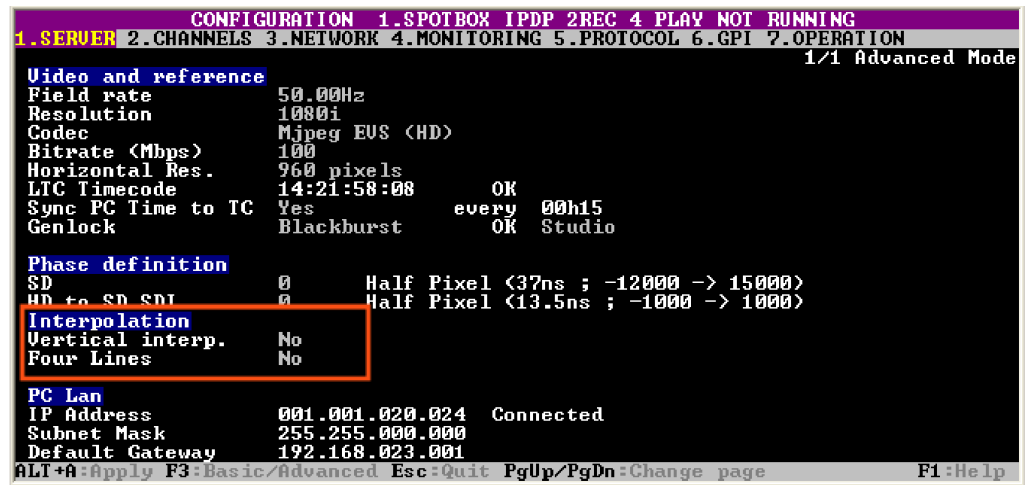 CONFIGURATION 1.SPOTBOX IPDP 2REC 4 PLAY NOT RUNNING
1.SERVER 2.CHANNELS 3.NETWORK 4.MONITORING 5.PROTOCOL 6.GPI 7.OPERATION
1/1 Advanced Mode
Video and reference
Field rate 50.00Hz
Resolution 1080i
Codec Mjpeg EVS (HD)
Bitrate (Mbps) 100
Horizontal Res. 960 pixels
LTC Timecode 14:21:58:08 OK
Sync PC Time to TC Yes every 00h15
Genlock Blackburst OK Studio
Phase definition
SD 0 Half Pixel (37ns ; -12000 -> 15000)
HD to SD SDI 0 Half Pixel (13.5ns ; -1000 -> 1000)
Interpolation
Vertical interp. No
Four Lines No
PC Lan
IP Address 001.001.020.024 Connected
Subnet Mask 255.255.000.000
Default Gateway 192.168.023.001
ALT+A:Apply F3:Basic/Advanced Esc:Quit PgUp/PgDn:Change page F1:Help